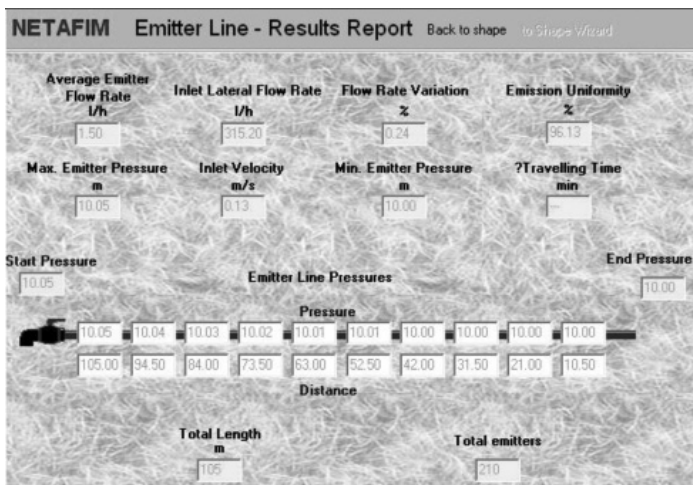 NETAFIM Emitter Line - Results Report Back to shape to Shape Wizard
Average Emitter Flow Rate l/h
1.50
Inlet Lateral Flow Rate l/h
315.20
Flow Rate Variation %
0.24
Emission Uniformity %
96.13
Max. Emitter Pressure m
10.05
Inlet Velocity m/s
0.13
Min. Emitter Pressure m
10.00
?Travelling Time min
---
Start Pressure
10.05
Emitter Line Pressures
End Pressure
10.00
Pressure
10.05 10.04 10.03 10.02 10.01 10.01 10.00 10.00 10.00 10.00
105.00 94.50 84.00 73.50 63.00 52.50 42.00 31.50 21.00 10.50
Distance
Total Length m
105
Total emitters
210